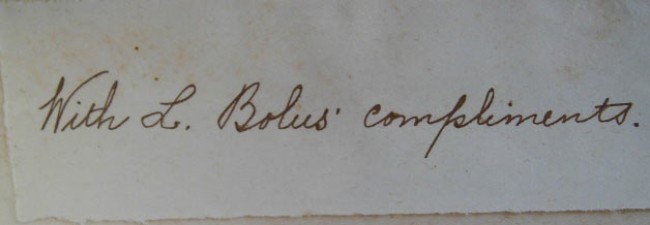 With L. Bolus' compliments.